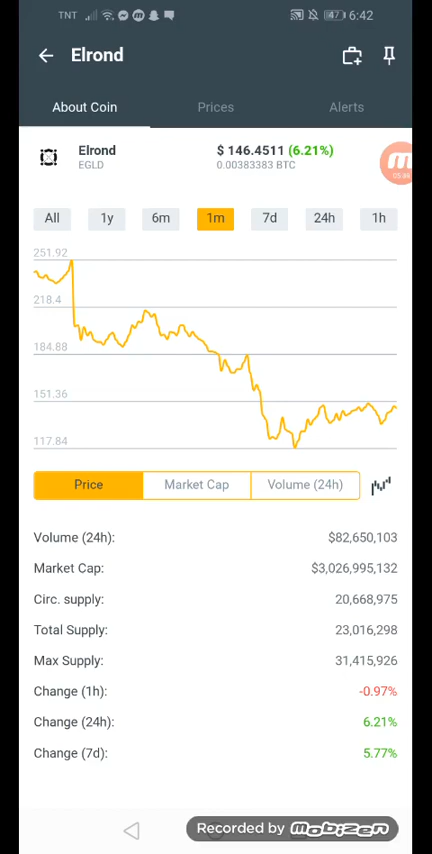 TNT 47 6:42
Elrond
About Coin Prices Alerts
Elrond $ 146.4511 (6.21%)
EGLD 0.00383383 BTC
All 1y 6m 1m 7d 24h 1h
251.92
218.4
184.88
151.36
117.84
Price Market Cap Volume (24h)
Volume (24h): $82,650,103
Market Cap: $3,026,995,132
Circ. supply: 20,668,975
Total Supply: 23,016,298
Max Supply: 31,415,926
Change (1h): -0.97%
Change (24h): 6.21%
Change (7d): 5.77%
Recorded by mobizen